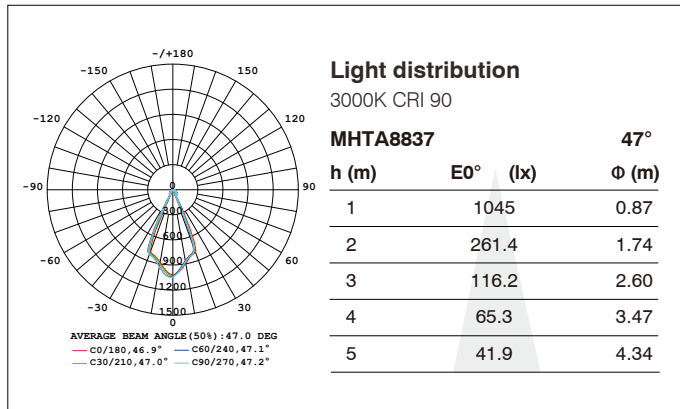 -/+180
-150 150
-120 120
-90 90
-60 60
-30 30
0
0
300
600
900
1200
1500
AVERAGE BEAM ANGLE(50%):47.0 DEG
C0/180,46.9° C60/240,47.1°
C30/210,47.0° C90/270,47.2°
Light distribution
3000K CRI 90
MHTA8837 47°
h (m) E0° (lx) Φ (m)
1 1045 0.87
2 261.4 1.74
3 116.2 2.60
4 65.3 3.47
5 41.9 4.34